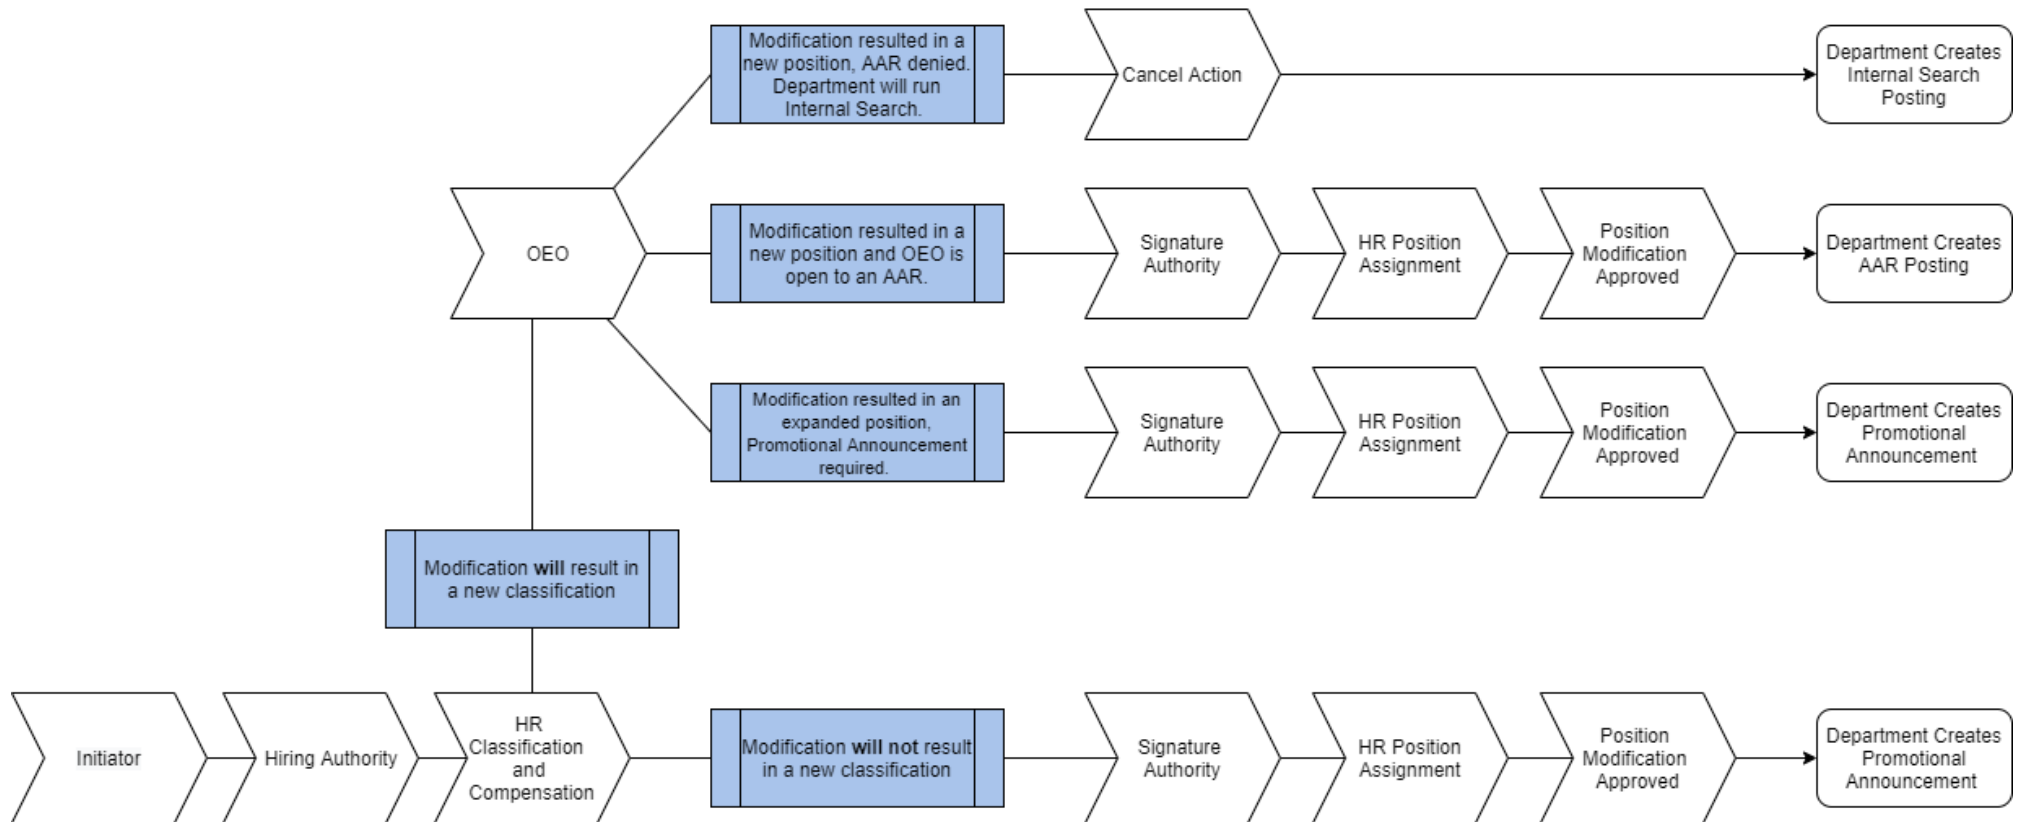 Modification resulted in a
new position, AAR denied.
Department will run
Internal Search.
Cancel Action
Department Creates
Internal Search
Posting
OEO
Modification resulted in a
new position and OEO is
open to an AAR.
Signature
Authority
HR Position
Assignment
Position
Modification
Approved
Department Creates
AAR Posting
Modification resulted in an
expanded position,
Promotional Announcement
required.
Signature
Authority
HR Position
Assignment
Position
Modification
Approved
Department Creates
Promotional
Announcement
Modification will result in
a new classification
Initiator
Hiring Authority
HR
Classification
and
Compensation
Modification will not result
in a new classification
Signature
Authority
HR Position
Assignment
Position
Modification
Approved
Department Creates
Promotional
Announcement